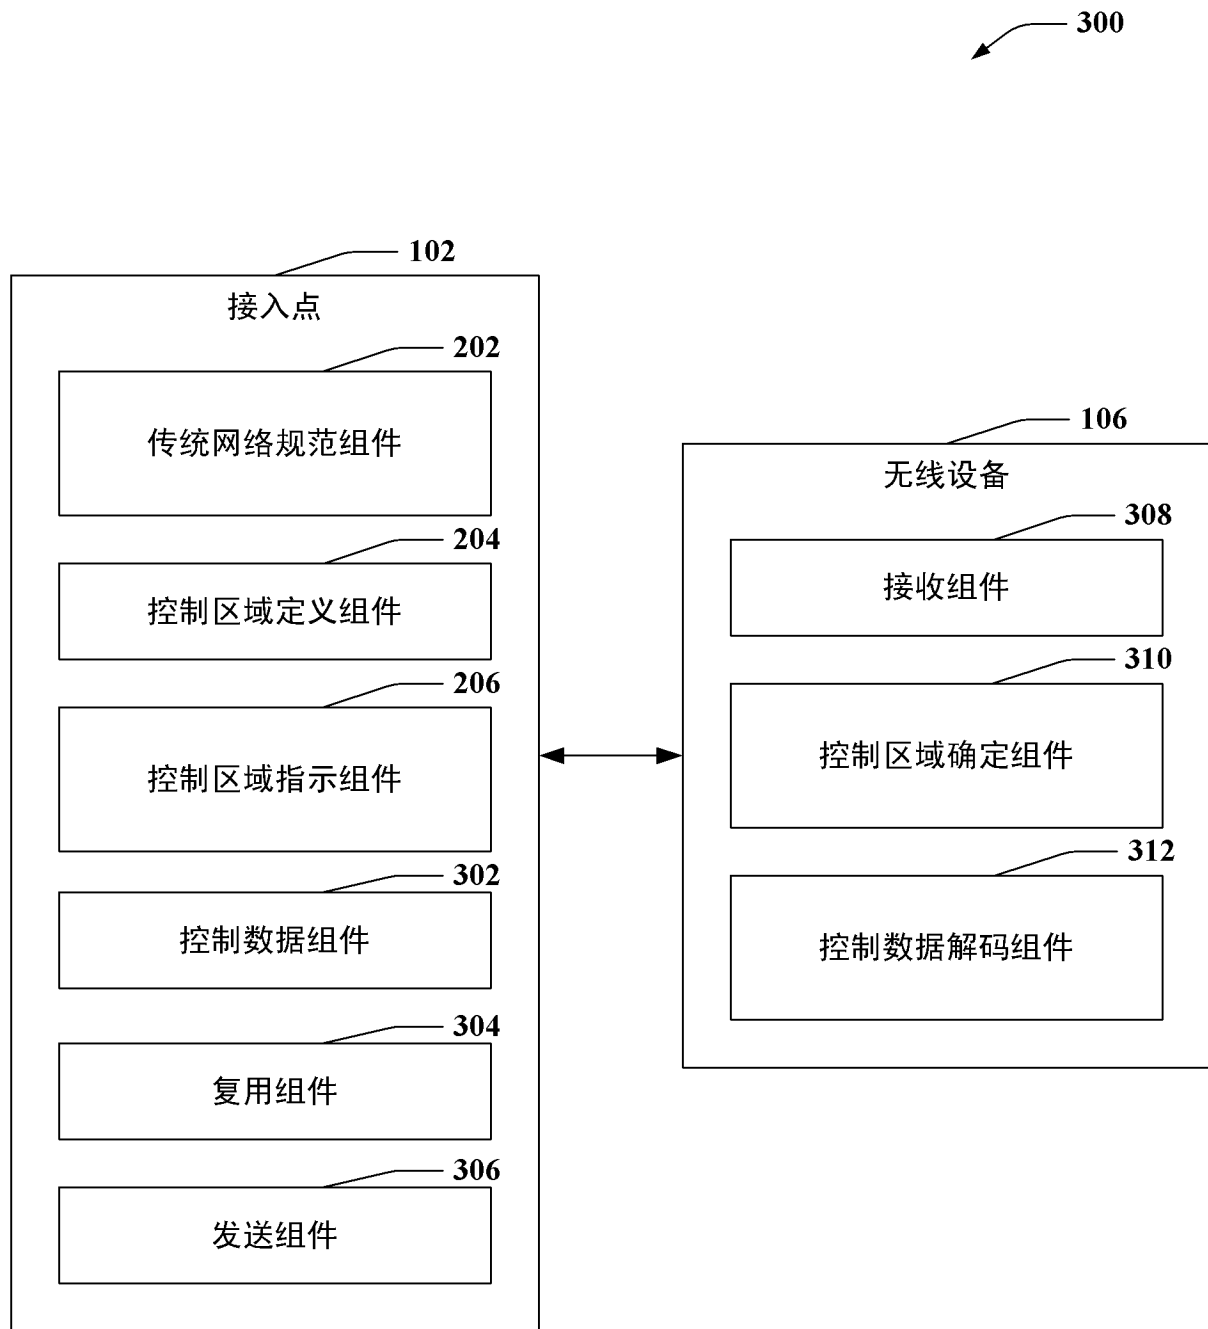 300
102
接入点
202
传统网络规范组件
204
控制区域定义组件
206
控制区域指示组件
302
控制数据组件
304
复用组件
306
发送组件
106
无线设备
308
接收组件
310
控制区域确定组件
312
控制数据解码组件